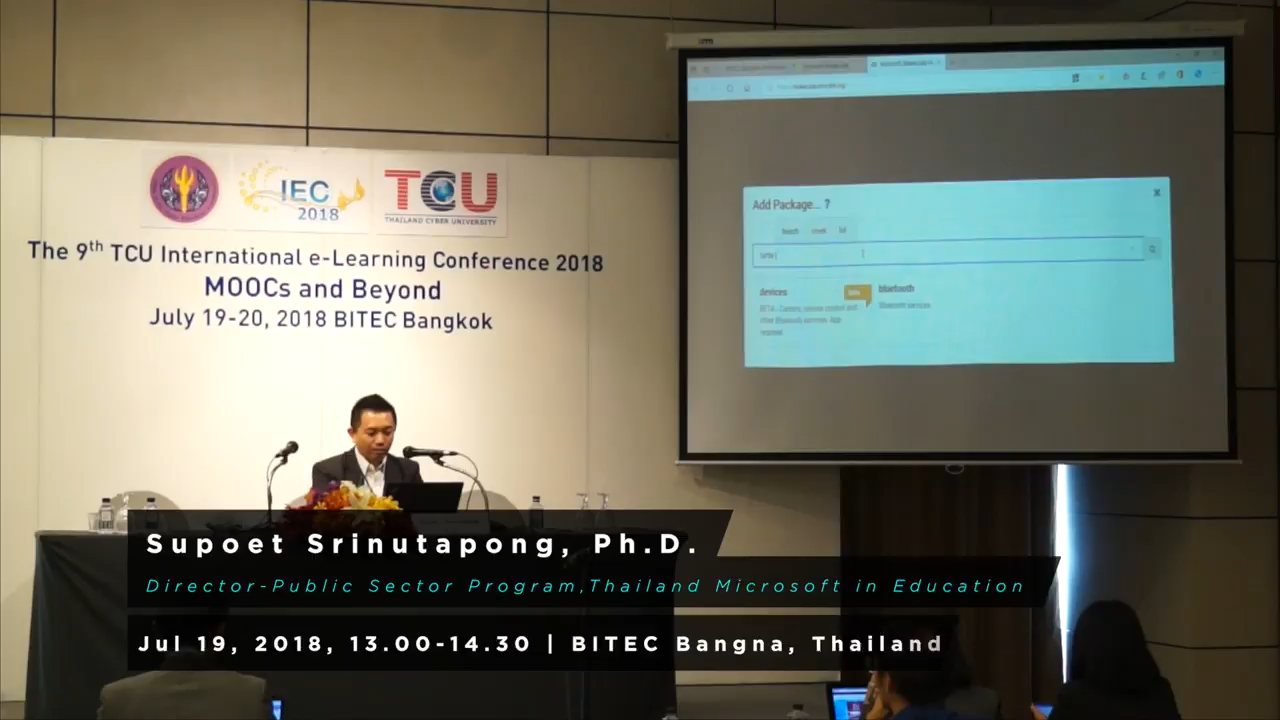 IEC
2018
TCU
THAILAND CYBER UNIVERSITY
The 9th TCU International e-Learning Conference 2018
MOOCs and Beyond
July 19-20, 2018 BITEC Bangkok
Add Package... ?
devices
bluetooth
Bluetooth services
Supoet Srinutapong, Ph.D.
Director-Public Sector Program,Thailand Microsoft in Education
Jul 19, 2018, 13.00-14.30 | BITEC Bangna, Thailand